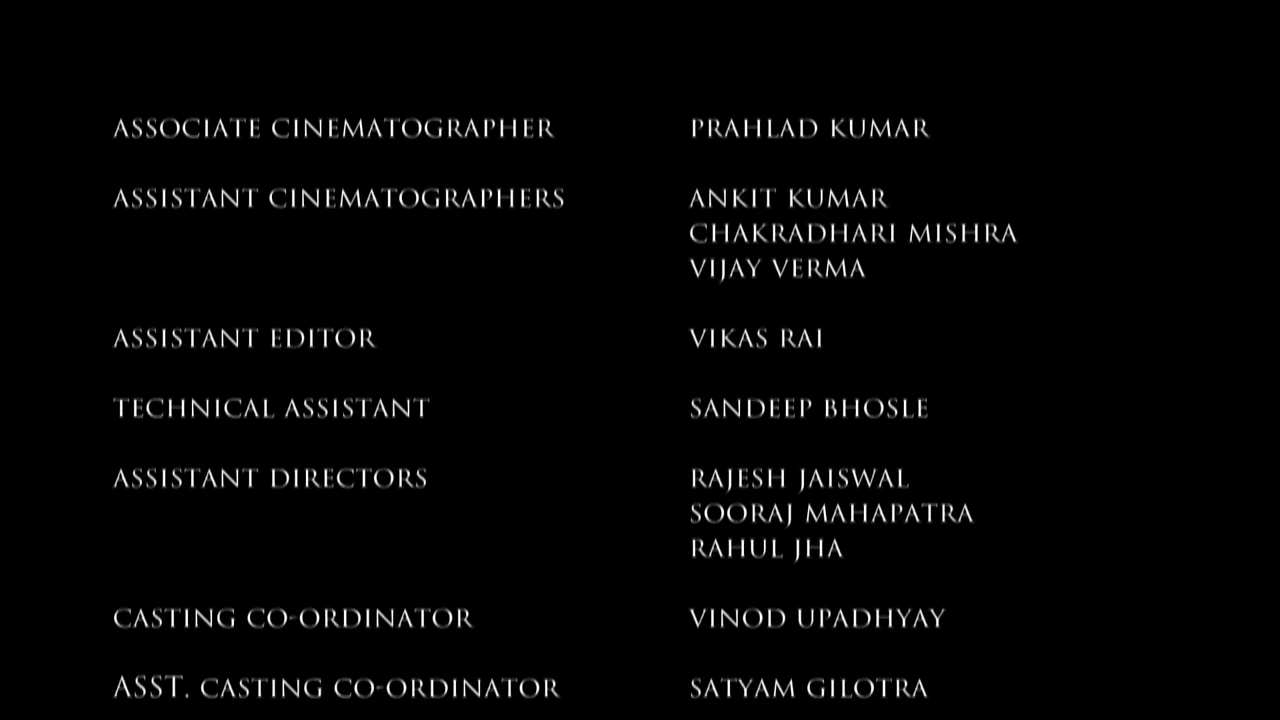 ASSOCIATE CINEMATOGRAPHER PRAHLAD KUMAR
ASSISTANT CINEMATOGRAPHERS ANKIT KUMAR
CHAKRADHARI MISHRA
VIJAY VERMA
ASSISTANT EDITOR VIKAS RAI
TECHNICAL ASSISTANT SANDEEP BHOSLE
ASSISTANT DIRECTORS RAJESH JAISWAL
SOORAJ MAHAPATRA
RAHUL JHA
CASTING CO-ORDINATOR VINOD UPADHYAY
ASST. CASTING CO-ORDINATOR SATYAM GILOTRA